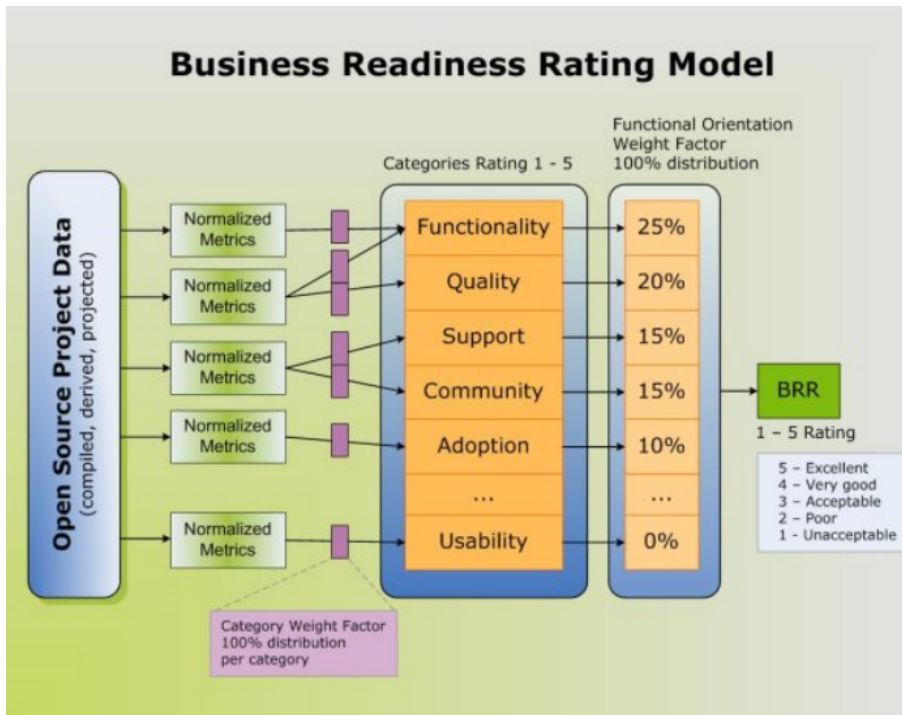 Business Readiness Rating Model
Open Source Project Data
(compiled, derived, projected)
Normalized
Metrics
Normalized
Metrics
Normalized
Metrics
Normalized
Metrics
Normalized
Metrics
Category Weight Factor
100% distribution
per category
Categories Rating 1 - 5
Functionality
Quality
Support
Community
Adoption
...
Usability
Functional Orientation
Weight Factor
100% distribution
25%
20%
15%
15%
10%
...
0%
BRR
1 – 5 Rating
5 – Excellent
4 – Very good
3 – Acceptable
2 – Poor
1 - Unacceptable